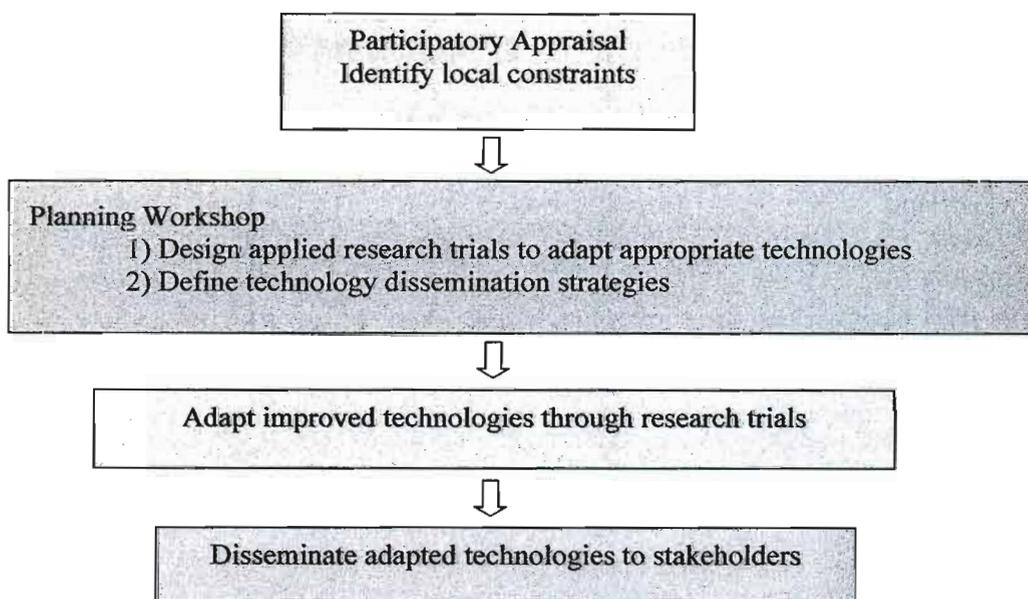 Participatory Appraisal
Identify local constraints
Planning Workshop
1) Design applied research trials to adapt appropriate technologies
2) Define technology dissemination strategies
Adapt improved technologies through research trials
Disseminate adapted technologies to stakeholders